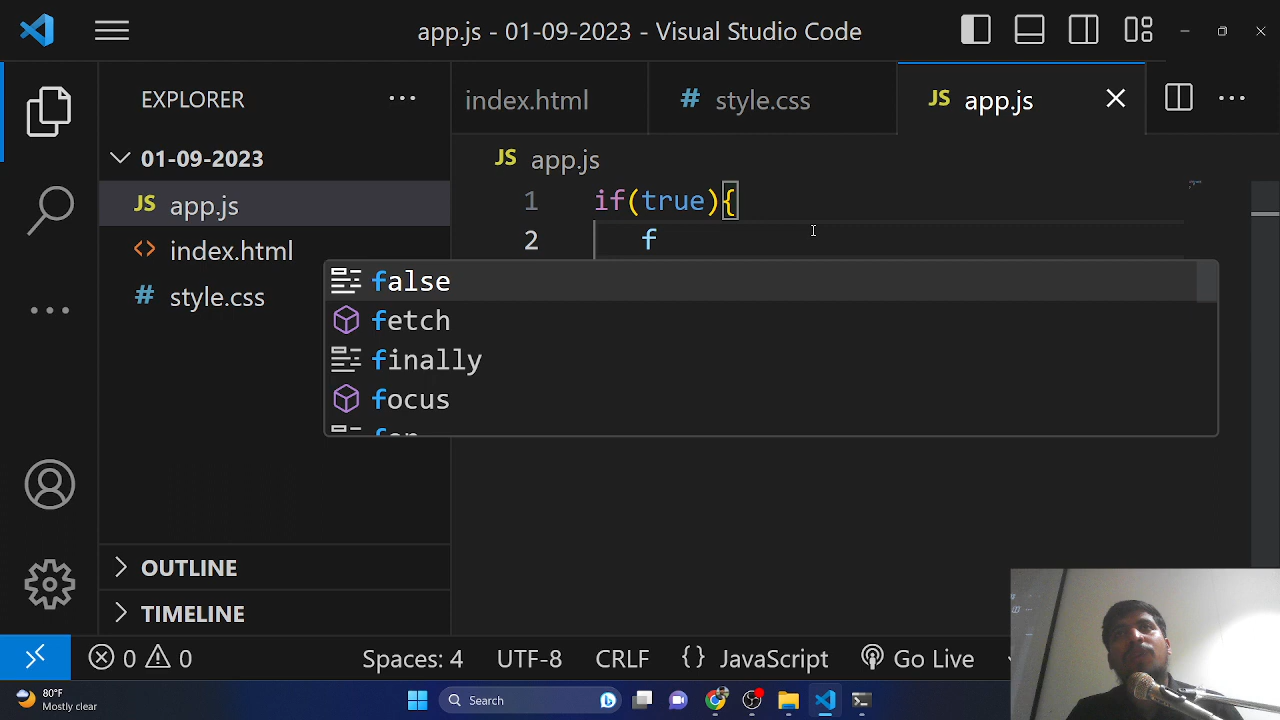 app.js - 01-09-2023 - Visual Studio Code
EXPLORER
01-09-2023
JS app.js
<> index.html
# style.css
OUTLINE
TIMELINE
index.html
# style.css
JS app.js
JS app.js
1 if(true){
2 f
false
fetch
finally
focus
0 0
Spaces: 4
UTF-8
CRLF
{} JavaScript
Go Live
80°F
Mostly clear
Search